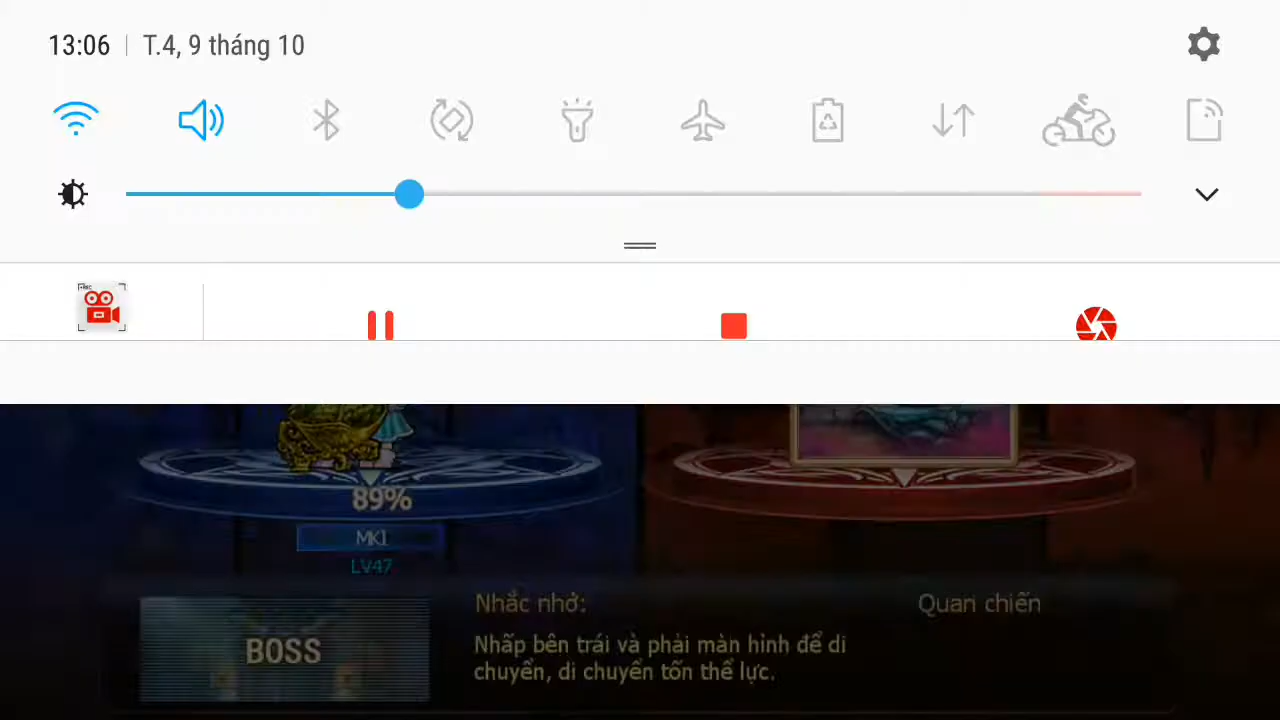 13:06 | T.4, 9 tháng 10
89%
MK1
LV47
Nhắc nhở:
Quan chiến
BOSS
Nhấp bên trái và phải màn hình để di
chuyển, di chuyển tốn thể lực.